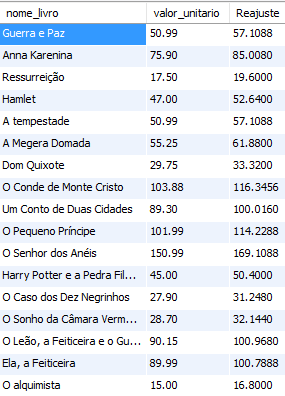 nome_livro valor_unitario Reajuste
Guerra e Paz 50.99 57.1088
Anna Karenina 75.90 85.0080
Ressurreição 17.50 19.6000
Hamlet 47.00 52.6400
A tempestade 50.99 57.1088
A Megera Domada 55.25 61.8800
Dom Quixote 29.75 33.3200
O Conde de Monte Cristo 103.88 116.3456
Um Conto de Duas Cidades 89.30 100.0160
O Pequeno Príncipe 101.99 114.2288
O Senhor dos Anéis 150.99 169.1088
Harry Potter e a Pedra Fil... 45.00 50.4000
O Caso dos Dez Negrinhos 27.90 31.2480
O Sonho da Câmara Verm... 28.70 32.1440
O Leão, a Feiticeira e o Gu... 90.15 100.9680
Ela, a Feiticeira 89.99 100.7888
O alquimista 15.00 16.8000